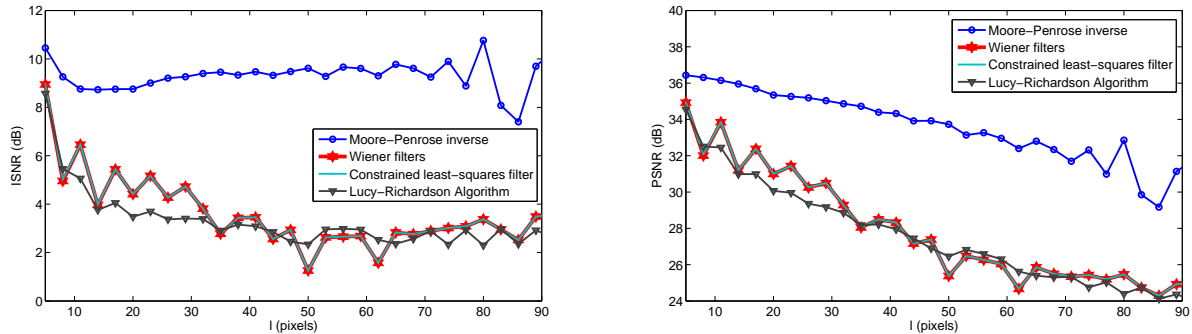 12
10
8
6
4
2
0
ISNR (dB)
Moore−Penrose inverse
Wiener filters
Constrained least−squares filter
Lucy−Richardson Algorithm
10 20 30 40 50 60 70 80 90
l (pixels)
40
38
36
34
32
30
28
26
24
PSNR (dB)
Moore−Penrose inverse
Wiener filters
Constrained least−squares filter
Lucy−Richardson Algorithm
10 20 30 40 50 60 70 80 90
l (pixels)